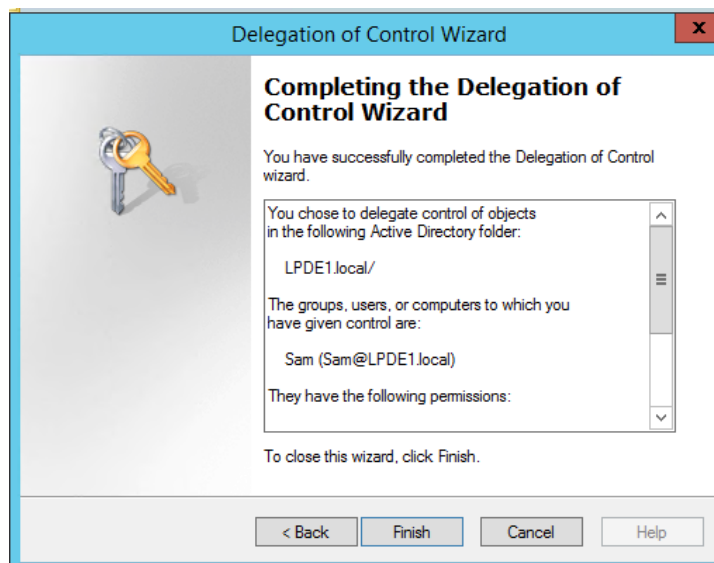 Delegation of Control Wizard
x
Completing the Delegation of
Control Wizard
You have successfully completed the Delegation of Control
wizard.
You chose to delegate control of objects
in the following Active Directory folder:
LPDE1.local/
The groups, users, or computers to which you
have given control are:
Sam (Sam@LPDE1.local)
They have the following permissions:
To close this wizard, click Finish.
< Back
Finish
Cancel
Help